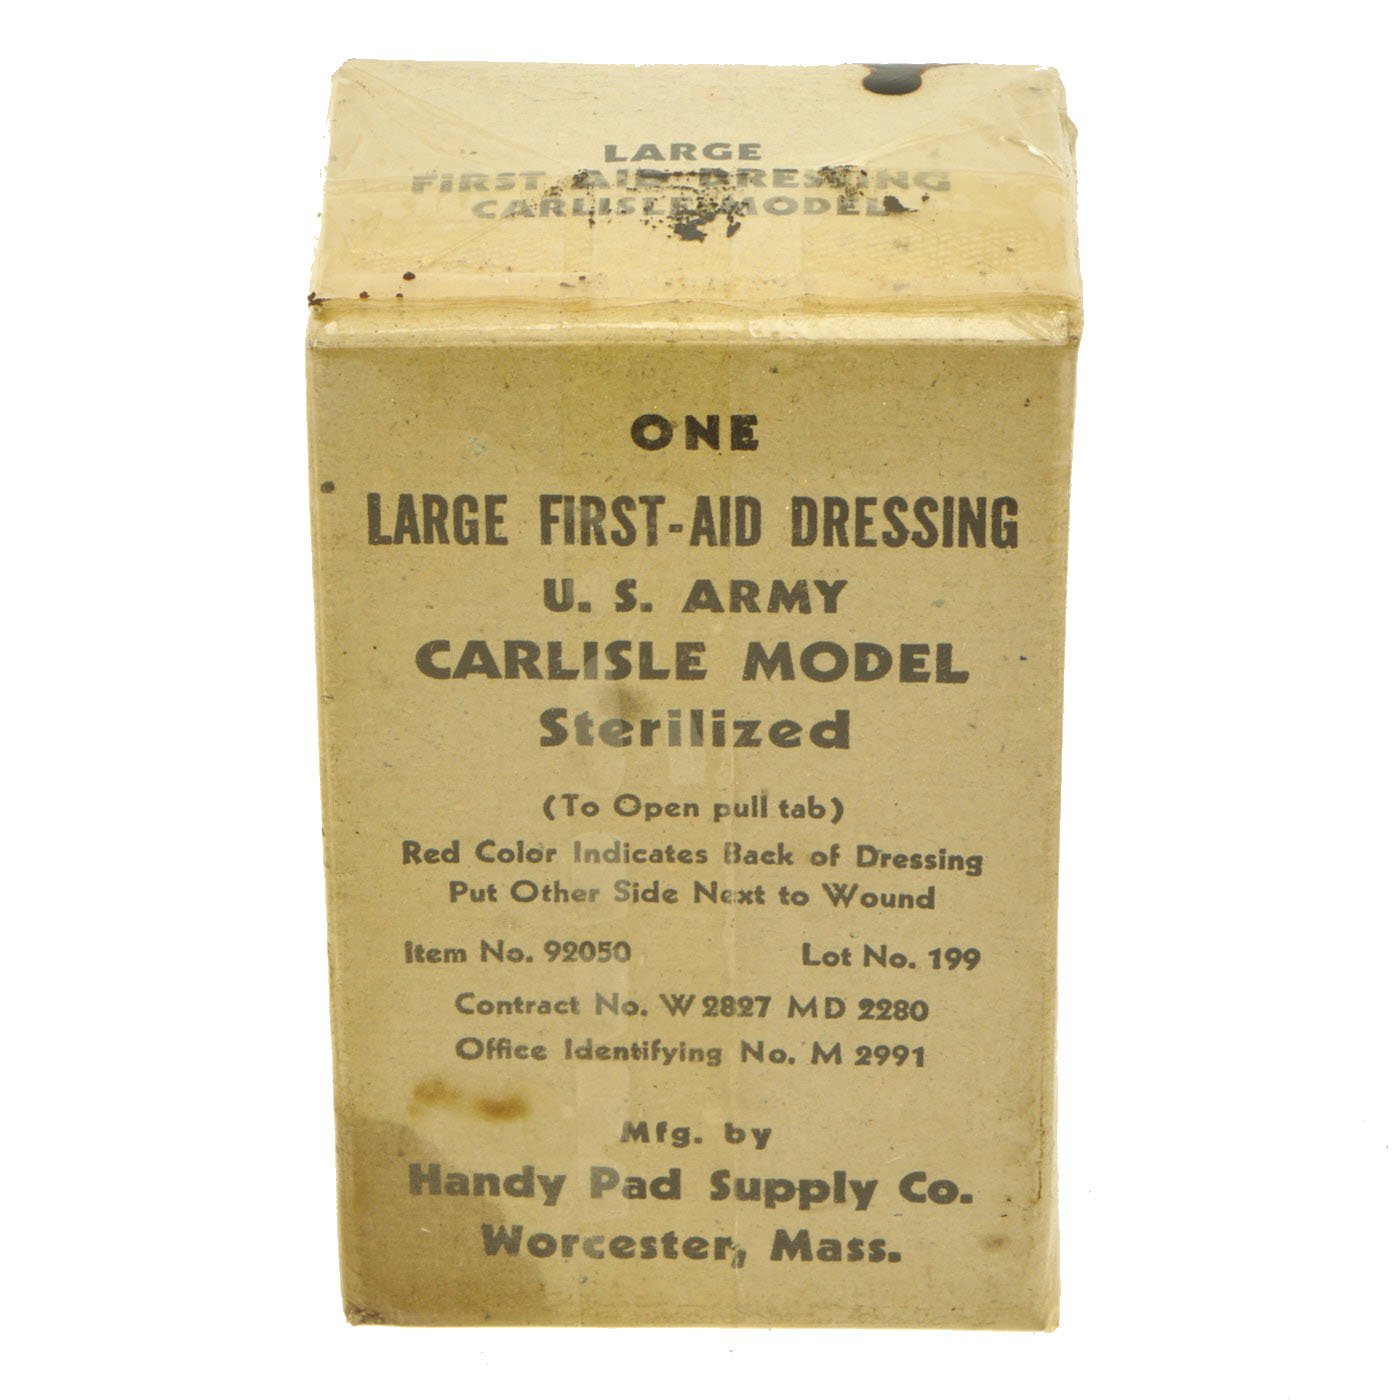 LARGE
FIRST AID DRESSING
CARLISLE MODEL
ONE
LARGE FIRST-AID DRESSING
U. S. ARMY
CARLISLE MODEL
Sterilized
(To Open pull tab)
Red Color Indicates Back of Dressing
Put Other Side Next to Wound
Item No. 92050 Lot No. 199
Contract No. W 2827 MD 2280
Office Identifying No. M 2991
Mfg. by
Handy Pad Supply Co.
Worcester, Mass.